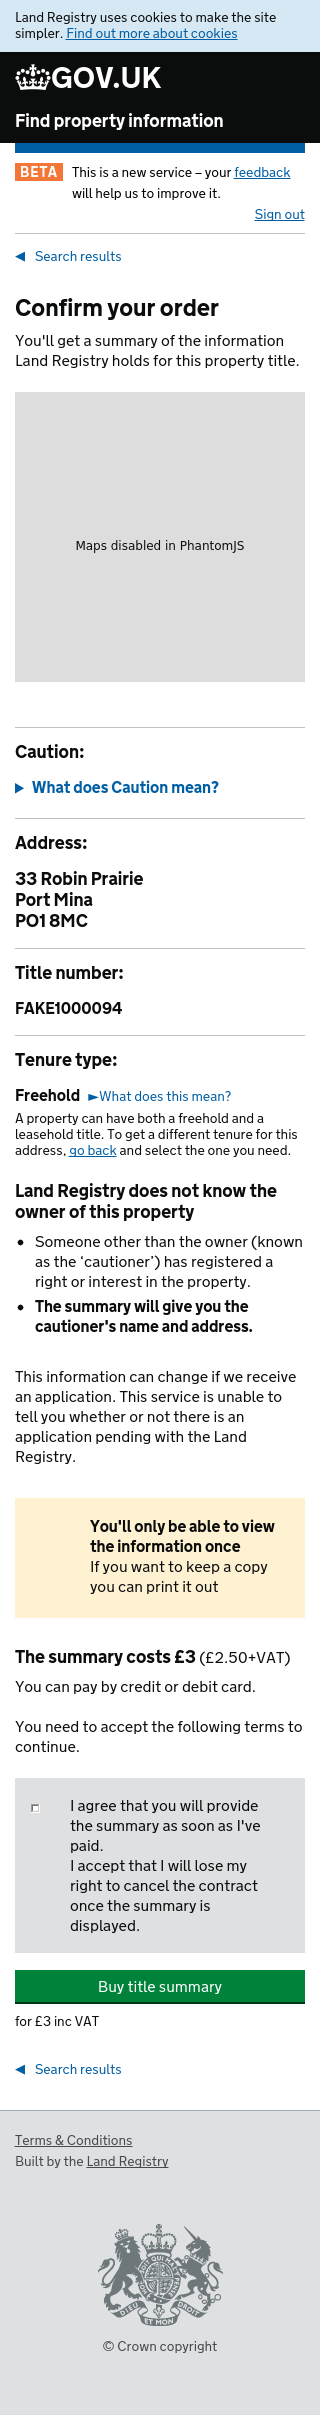 Land Registry uses cookies to make the site
simpler. Find out more about cookies
GOV.UK
Find property information
BETA This is a new service – your feedback
will help us to improve it.
Sign out
◀ Search results
Confirm your order
You'll get a summary of the information
Land Registry holds for this property title.
Maps disabled in PhantomJS
Caution:
▶ What does Caution mean?
Address:
33 Robin Prairie
Port Mina
PO1 8MC
Title number:
FAKE1000094
Tenure type:
Freehold ►What does this mean?
A property can have both a freehold and a
leasehold title. To get a different tenure for this
address, go back and select the one you need.
Land Registry does not know the
owner of this property
• Someone other than the owner (known
as the ‘cautioner’) has registered a
right or interest in the property.
• The summary will give you the
cautioner's name and address.
This information can change if we receive
an application. This service is unable to
tell you whether or not there is an
application pending with the Land
Registry.
You'll only be able to view
the information once
If you want to keep a copy
you can print it out
The summary costs £3 (£2.50+VAT)
You can pay by credit or debit card.
You need to accept the following terms to
continue.
I agree that you will provide
the summary as soon as I've
paid.
I accept that I will lose my
right to cancel the contract
once the summary is
displayed.
Buy title summary
for £3 inc VAT
◀ Search results
Terms & Conditions
Built by the Land Registry
DIEU ET MON DROIT
© Crown copyright